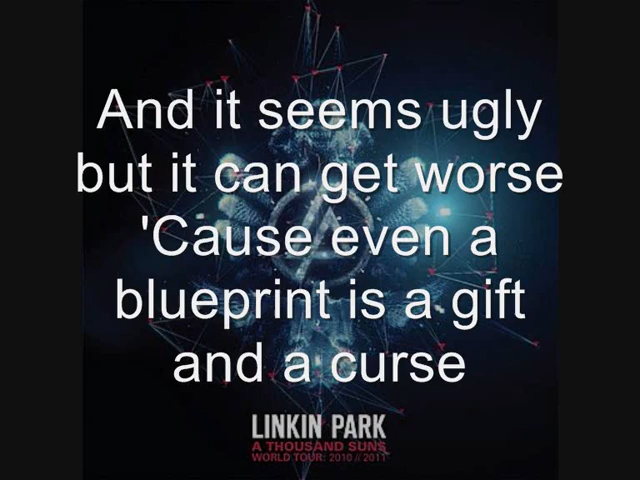 And it seems ugly
but it can get worse
'Cause even a
blueprint is a gift
and a curse
LINKIN PARK
A THOUSAND SUNS
WORLD TOUR: 2010 // 2011